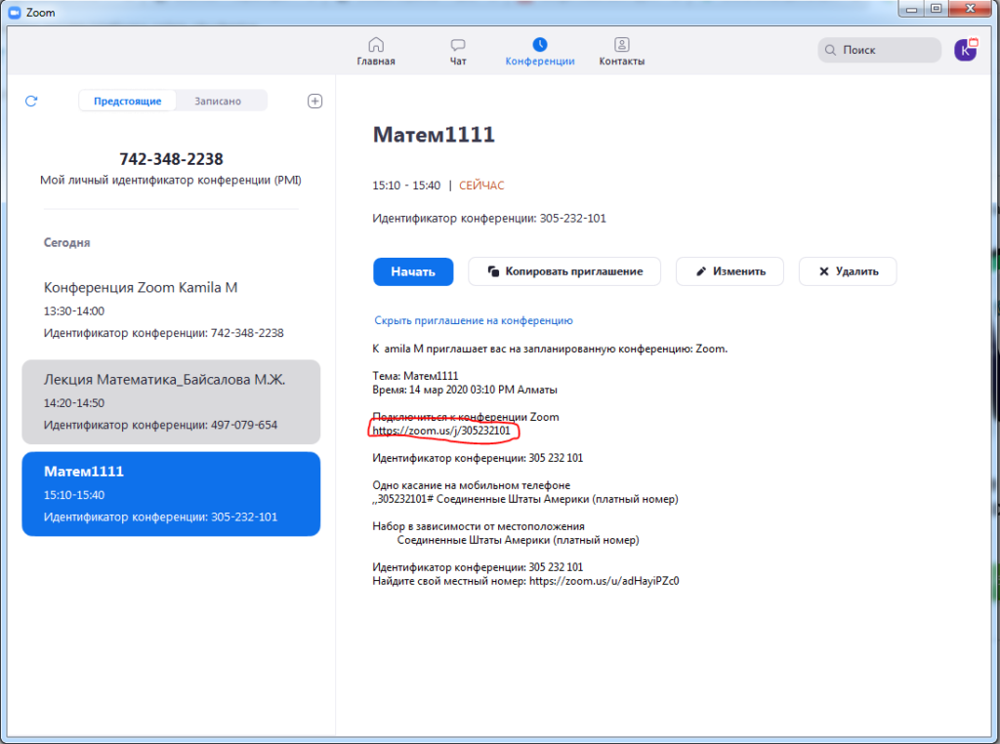 Zoom
Главная
Чат
Конференции
Контакты
Поиск
K
Предстоящие
Записано
742-348-2238
Мой личный идентификатор конференции (PMI)
Сегодня
Конференция Zoom Kamila M
13:30-14:00
Идентификатор конференции: 742-348-2238
Лекция Математика_Байсалова М.Ж.
14:20-14:50
Идентификатор конференции: 497-079-654
Матем1111
15:10-15:40
Идентификатор конференции: 305-232-101
Матем1111
15:10 - 15:40 | СЕЙЧАС
Идентификатор конференции: 305-232-101
Начать
Копировать приглашение
Изменить
Удалить
Скрыть приглашение на конференцию
K amila M приглашает вас на запланированную конференцию: Zoom.
Тема: Матем1111
Время: 14 мар 2020 03:10 PM Алматы
Подключиться к конференции Zoom
https://zoom.us/j/305232101
Идентификатор конференции: 305 232 101
Одно касание на мобильном телефоне
,,305232101# Соединенные Штаты Америки (платный номер)
Набор в зависимости от местоположения
Соединенные Штаты Америки (платный номер)
Идентификатор конференции: 305 232 101
Найдите свой местный номер: https://zoom.us/u/adHayiPZc0